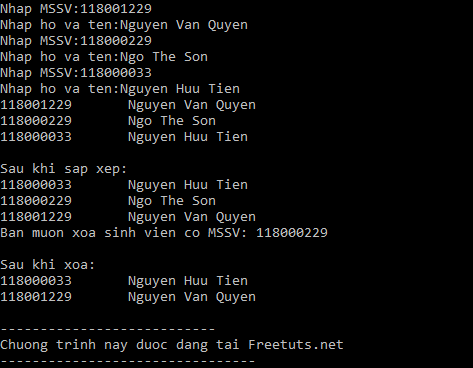 Nhap MSSV:118001229
Nhap ho va ten:Nguyen Van Quyen
Nhap MSSV:118000229
Nhap ho va ten:Ngo The Son
Nhap MSSV:118000033
Nhap ho va ten:Nguyen Huu Tien
118001229 Nguyen Van Quyen
118000229 Ngo The Son
118000033 Nguyen Huu Tien
Sau khi sap xep:
118000033 Nguyen Huu Tien
118000229 Ngo The Son
118001229 Nguyen Van Quyen
Ban muon xoa sinh vien co MSSV: 118000229
Sau khi xoa:
118000033 Nguyen Huu Tien
118001229 Nguyen Van Quyen
---------------------------
Chuong trinh nay duoc dang tai Freetuts.net
--------------------------------